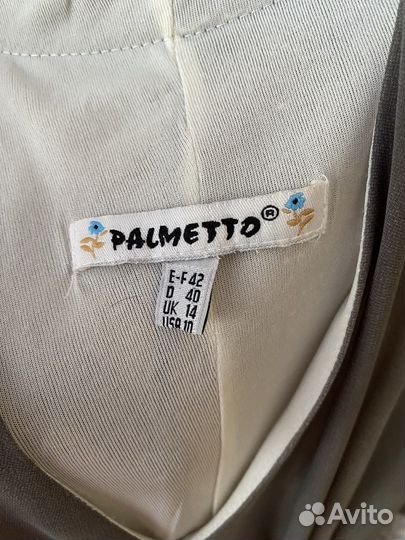 PALMETTO®
E-F 42
D 40
UK 14
USA 10
Avito